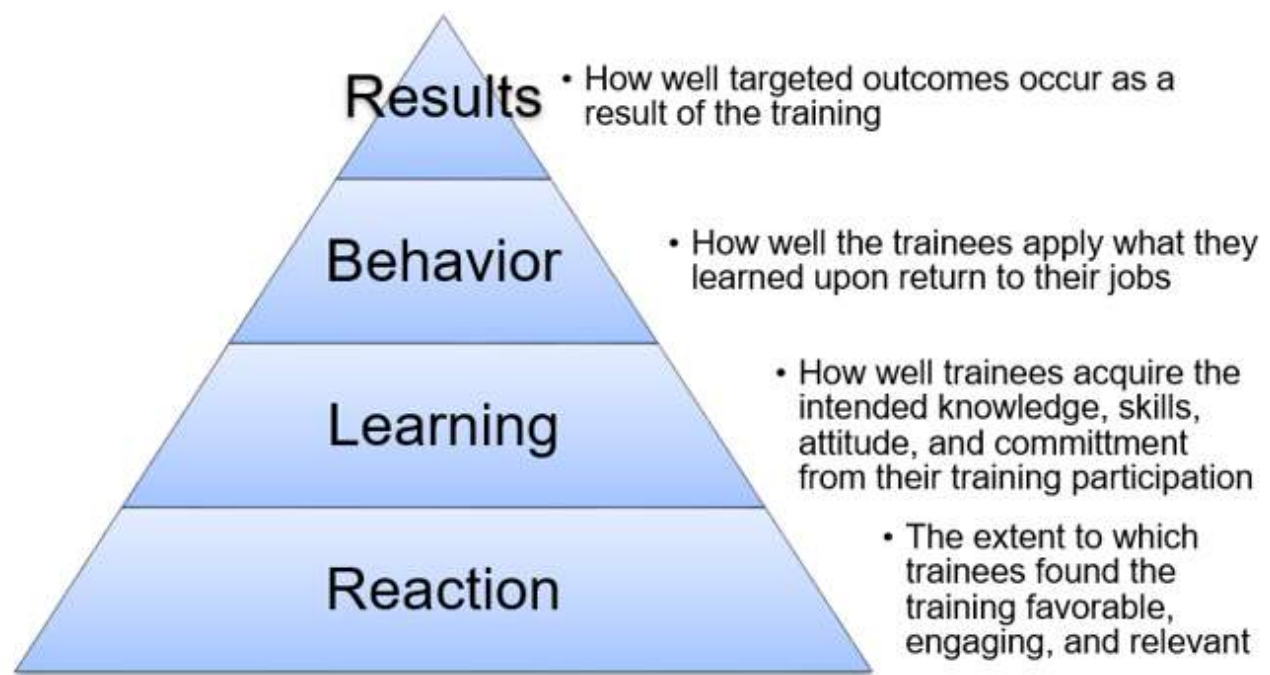 Results
• How well targeted outcomes occur as a
result of the training
Behavior
• How well the trainees apply what they
learned upon return to their jobs
Learning
• How well trainees acquire the
intended knowledge, skills,
attitude, and committment
from their training participation
Reaction
• The extent to which
trainees found the
training favorable,
engaging, and relevant